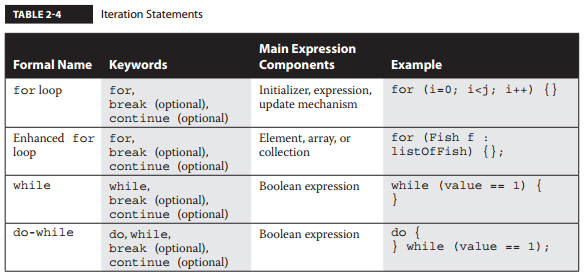 TABLE 2-4 Iteration Statements
Main Expression
Formal Name Keywords Components Example
for loop for, Initializer, expression, for (i=0; i<j; i++) {}
break (optional), update mechanism
continue (optional)
Enhanced for for, Element, array, or for (Fish f :
loop break (optional), collection listOfFish) {};
continue (optional)
while while, Boolean expression while (value == 1) {
break (optional), }
continue (optional)
do-while do, while, Boolean expression do {
break (optional), } while (value == 1);
continue (optional)